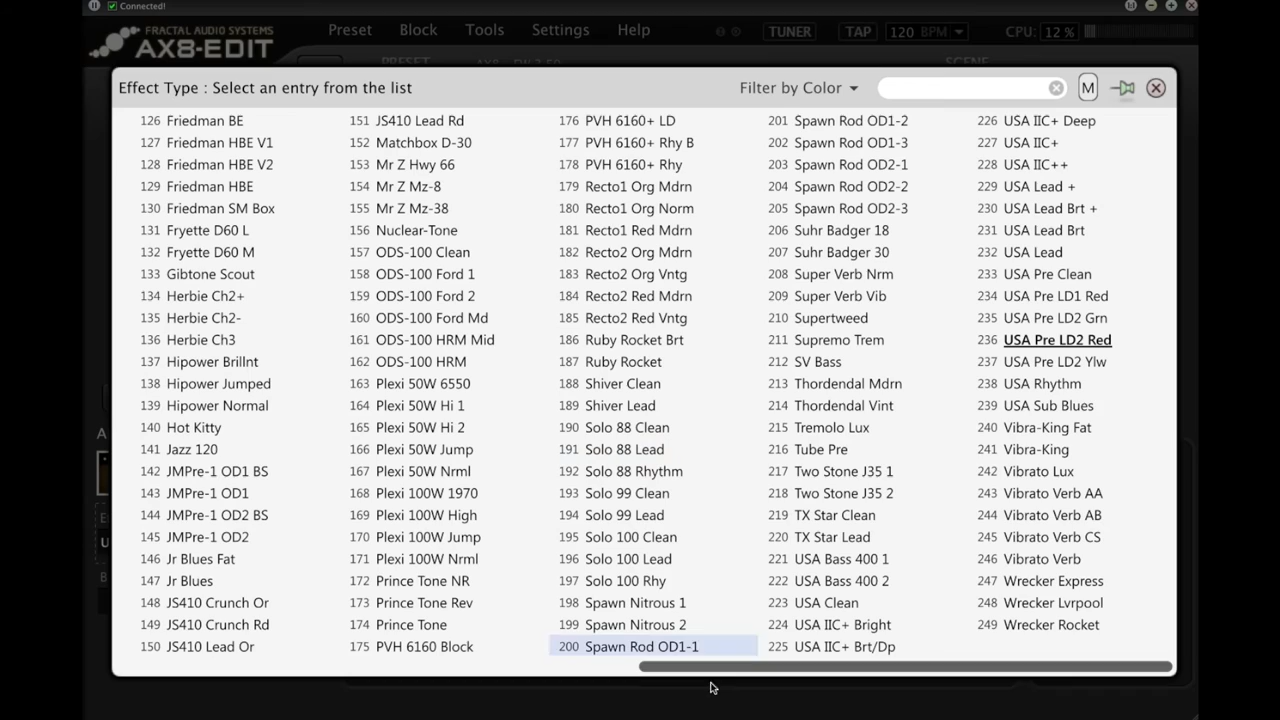 Connected!
FRACTAL AUDIO SYSTEMS
AX8-EDIT
Preset Block Tools Settings Help
TUNER TAP 120 BPM CPU: 12 %
Effect Type : Select an entry from the list
Filter by Color
M
126 Friedman BE
127 Friedman HBE V1
128 Friedman HBE V2
129 Friedman HBE
130 Friedman SM Box
131 Fryette D60 L
132 Fryette D60 M
133 Gibtone Scout
134 Herbie Ch2+
135 Herbie Ch2-
136 Herbie Ch3
137 Hipower Brillnt
138 Hipower Jumped
139 Hipower Normal
140 Hot Kitty
141 Jazz 120
142 JMPre-1 OD1 BS
143 JMPre-1 OD1
144 JMPre-1 OD2 BS
145 JMPre-1 OD2
146 Jr Blues Fat
147 Jr Blues
148 JS410 Crunch Or
149 JS410 Crunch Rd
150 JS410 Lead Or
151 JS410 Lead Rd
152 Matchbox D-30
153 Mr Z Hwy 66
154 Mr Z Mz-8
155 Mr Z Mz-38
156 Nuclear-Tone
157 ODS-100 Clean
158 ODS-100 Ford 1
159 ODS-100 Ford 2
160 ODS-100 Ford Md
161 ODS-100 HRM Mid
162 ODS-100 HRM
163 Plexi 50W 6550
164 Plexi 50W Hi 1
165 Plexi 50W Hi 2
166 Plexi 50W Jump
167 Plexi 50W Nrml
168 Plexi 100W 1970
169 Plexi 100W High
170 Plexi 100W Jump
171 Plexi 100W Nrml
172 Prince Tone NR
173 Prince Tone Rev
174 Prince Tone
175 PVH 6160 Block
176 PVH 6160+ LD
177 PVH 6160+ Rhy B
178 PVH 6160+ Rhy
179 Recto1 Org Mdrn
180 Recto1 Org Norm
181 Recto1 Red Mdrn
182 Recto2 Org Mdrn
183 Recto2 Org Vntg
184 Recto2 Red Mdrn
185 Recto2 Red Vntg
186 Ruby Rocket Brt
187 Ruby Rocket
188 Shiver Clean
189 Shiver Lead
190 Solo 88 Clean
191 Solo 88 Lead
192 Solo 88 Rhythm
193 Solo 99 Clean
194 Solo 99 Lead
195 Solo 100 Clean
196 Solo 100 Lead
197 Solo 100 Rhy
198 Spawn Nitrous 1
199 Spawn Nitrous 2
200 Spawn Rod OD1-1
201 Spawn Rod OD1-2
202 Spawn Rod OD1-3
203 Spawn Rod OD2-1
204 Spawn Rod OD2-2
205 Spawn Rod OD2-3
206 Suhr Badger 18
207 Suhr Badger 30
208 Super Verb Nrm
209 Super Verb Vib
210 Supertweed
211 Supremo Trem
212 SV Bass
213 Thordendal Mdrn
214 Thordendal Vint
215 Tremolo Lux
216 Tube Pre
217 Two Stone J35 1
218 Two Stone J35 2
219 TX Star Clean
220 TX Star Lead
221 USA Bass 400 1
222 USA Bass 400 2
223 USA Clean
224 USA IIC+ Bright
225 USA IIC+ Brt/Dp
226 USA IIC+ Deep
227 USA IIC+
228 USA IIC++
229 USA Lead +
230 USA Lead Brt +
231 USA Lead Brt
232 USA Lead
233 USA Pre Clean
234 USA Pre LD1 Red
235 USA Pre LD2 Grn
236 USA Pre LD2 Red
237 USA Pre LD2 Ylw
238 USA Rhythm
239 USA Sub Blues
240 Vibra-King Fat
241 Vibra-King
242 Vibrato Lux
243 Vibrato Verb AA
244 Vibrato Verb AB
245 Vibrato Verb CS
246 Vibrato Verb
247 Wrecker Express
248 Wrecker Lvrpool
249 Wrecker Rocket